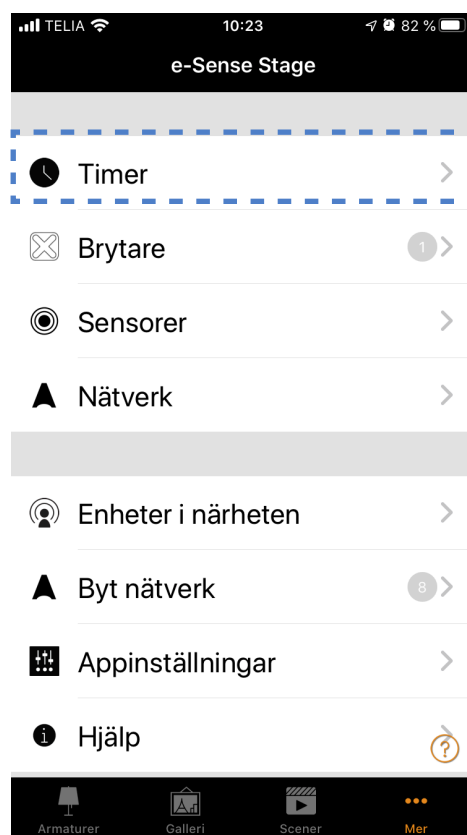 TELIA 10:23 82 %
e-Sense Stage
Timer
Brytare 1
Sensorer
Nätverk
Enheter i närheten
Byt nätverk 8
Appinställningar
Hjälp
?
Armaturer Galleri Scener Mer